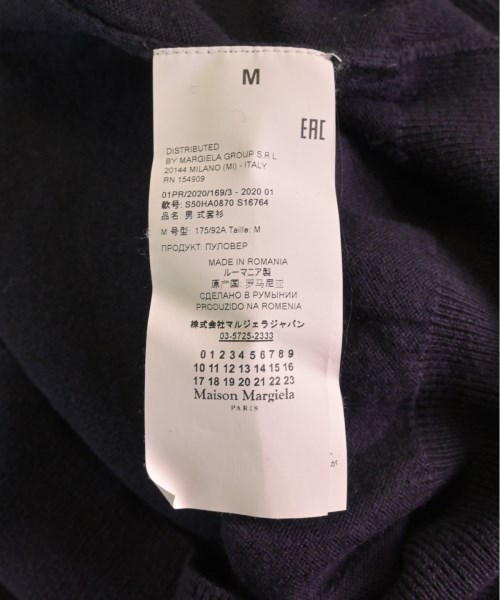 M
EAC
DISTRIBUTED
BY MARGIELA GROUP S.R.L.
20144 MILANO (MI) - ITALY
RN 154909
01PR/2020/169/3 - 2020 01
款号: S50HA0870 S16764
品名: 男 式套衫
M 号型: 175/92A Taille: M
ПРОДУКТ: ПУЛОВЕР
MADE IN ROMANIA
ルーマニア製
原产国: 罗马尼亚
СДЕЛАНО В РУМЫНИИ
PRODUZIDO NA ROMENIA
株式会社マルジェラジャパン
03-5725-2333
0 1 2 3 4 5 6 7 8 9
10 11 12 13 14 15 16
17 18 19 20 21 22 23
Maison Margiela
PARIS